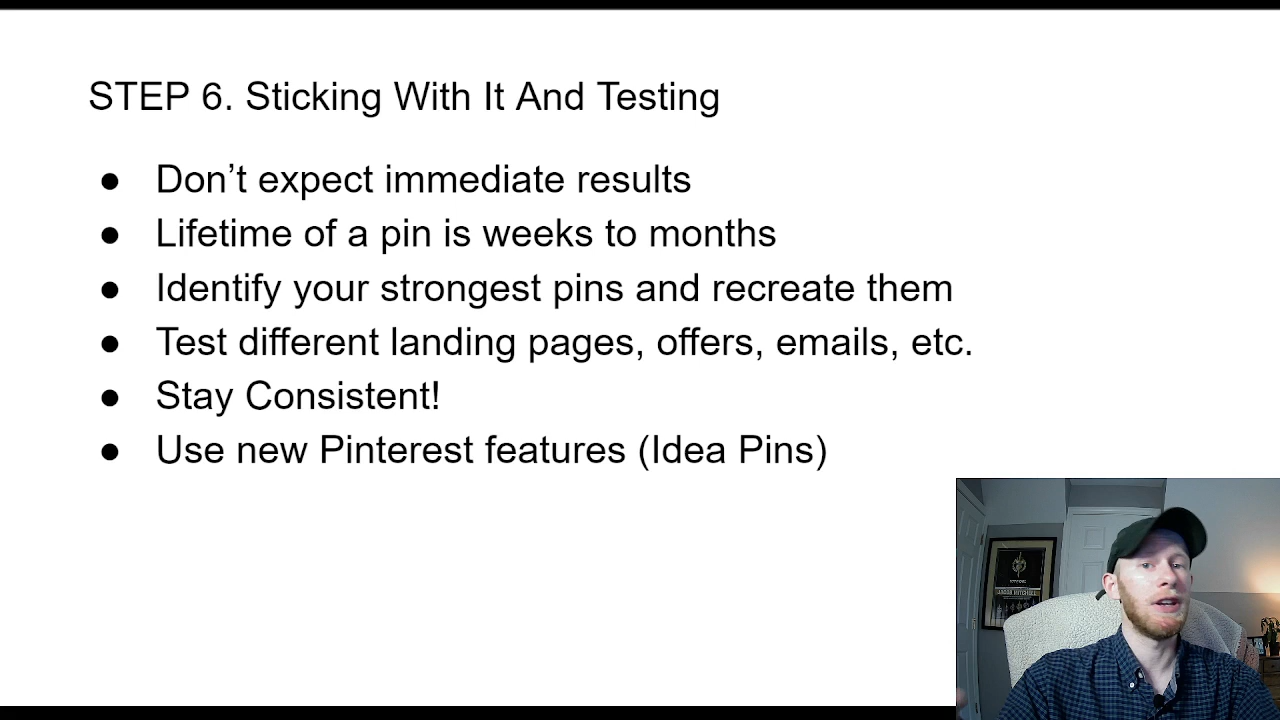 STEP 6. Sticking With It And Testing
● Don’t expect immediate results
● Lifetime of a pin is weeks to months
● Identify your strongest pins and recreate them
● Test different landing pages, offers, emails, etc.
● Stay Consistent!
● Use new Pinterest features (Idea Pins)